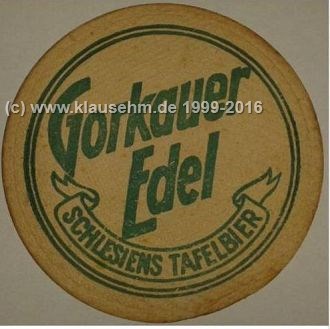 Gorkauer
(c) www.klausehm.de 1999-2016
Edel
SCHLESIENS TAFELBIER